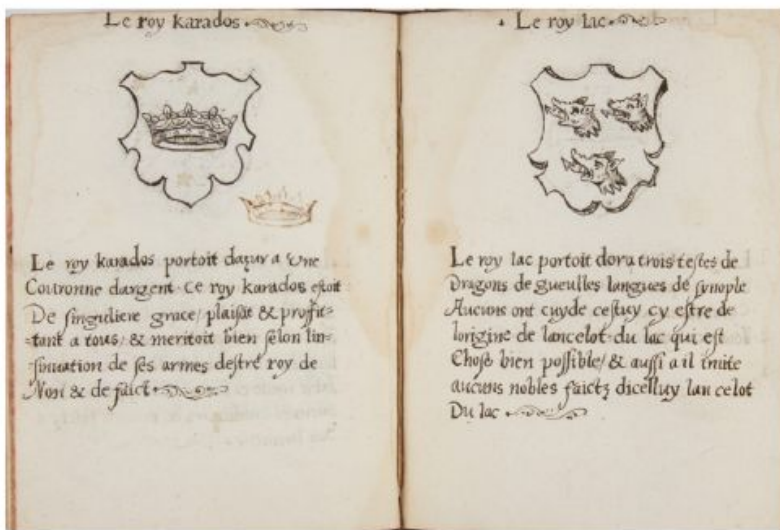 Le roy karados
Le roy karados portoit dazur a Une
Couronne dargent. ce roy karados estoit
De singuliere grace/ plaisāt & proffit-
-tant a tous/ & meritoit bien selon lin-
-sinuation de ses armes destre roy de
Nom & de faict
Le roy lac
Le roy lac portoit dor a trois testes de
Dragons de gueulles langues de synople
Aucuns ont cuyde cestuy cy estre de
lorigine de lancelot du lac qui est
Chose bien possible/ & aussi a il imite
aucuns nobles faictz dicelluy lancelot
Du lac